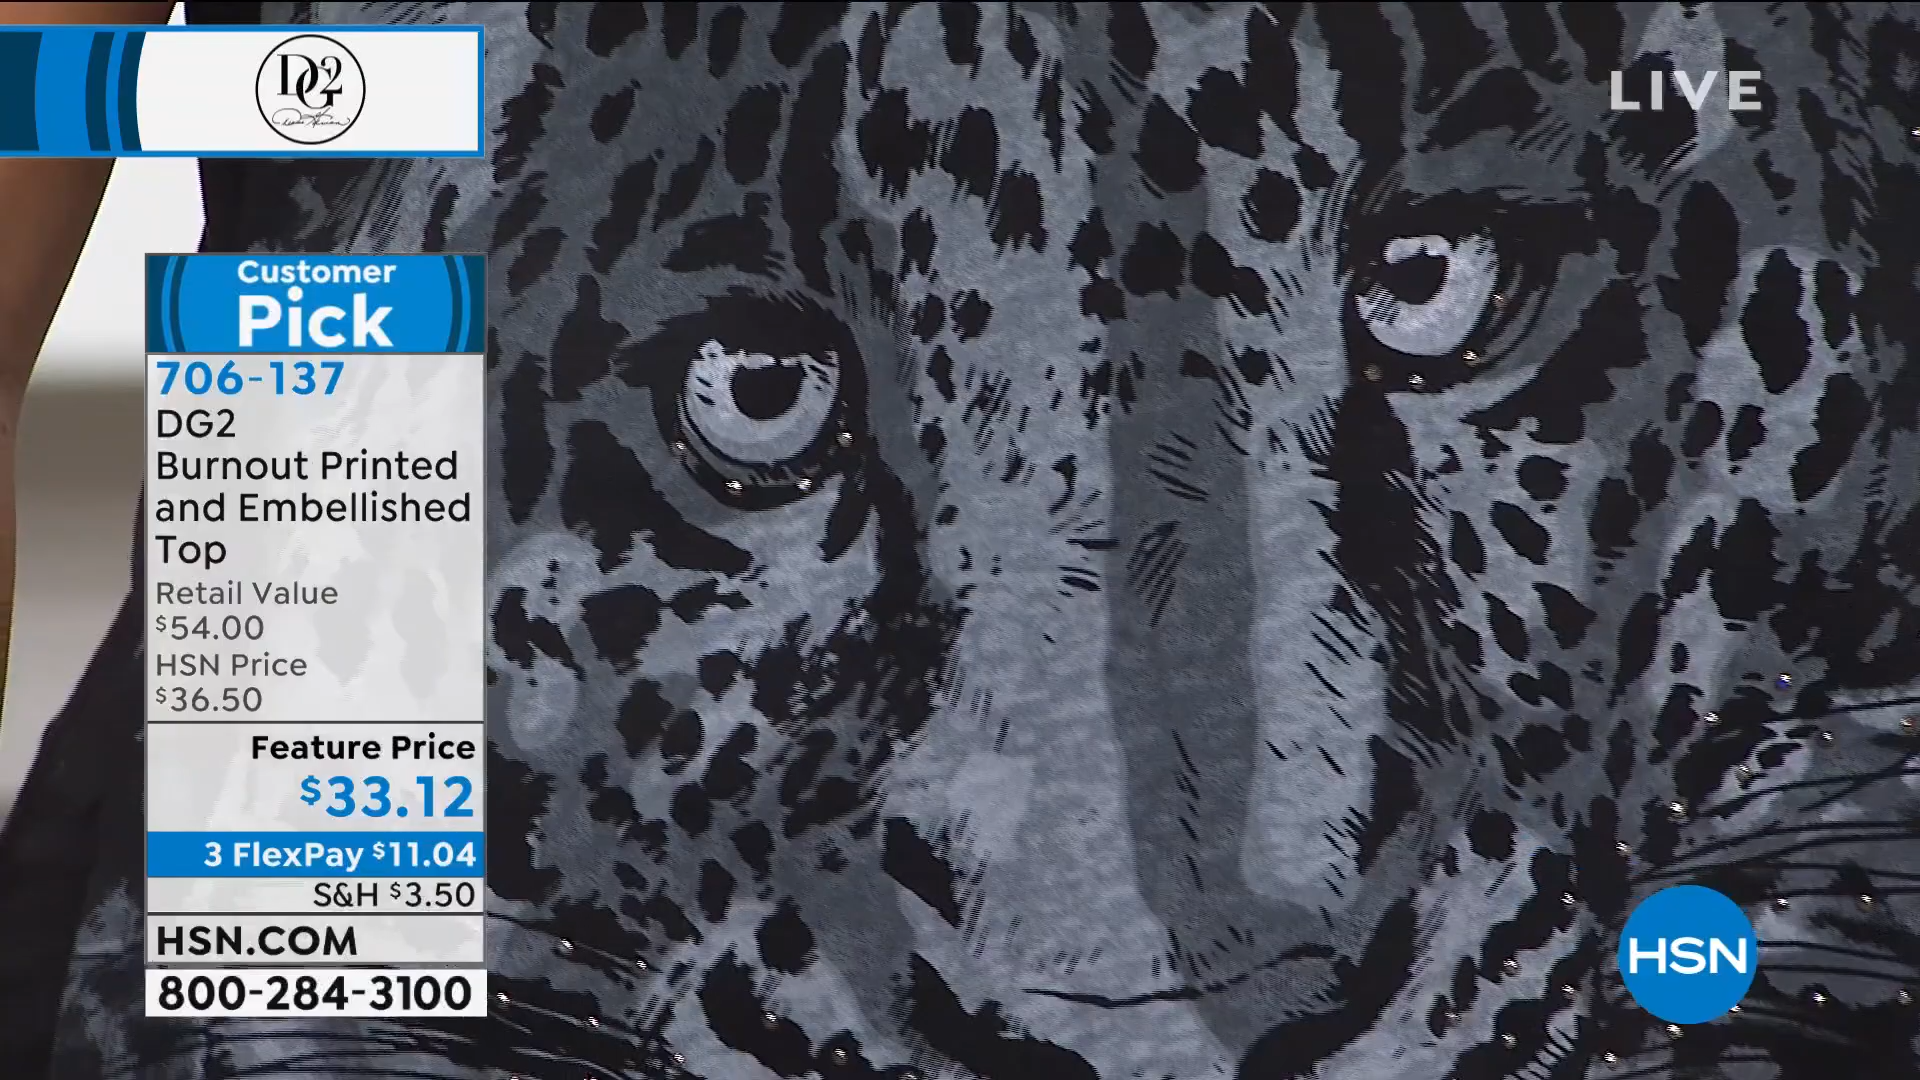 DG2
LIVE
Customer
Pick
706-137
DG2
Burnout Printed
and Embellished
Top
Retail Value
$54.00
HSN Price
$36.50
Feature Price
$33.12
3 FlexPay $11.04
S&H $3.50
HSN.COM
800-284-3100
HSN